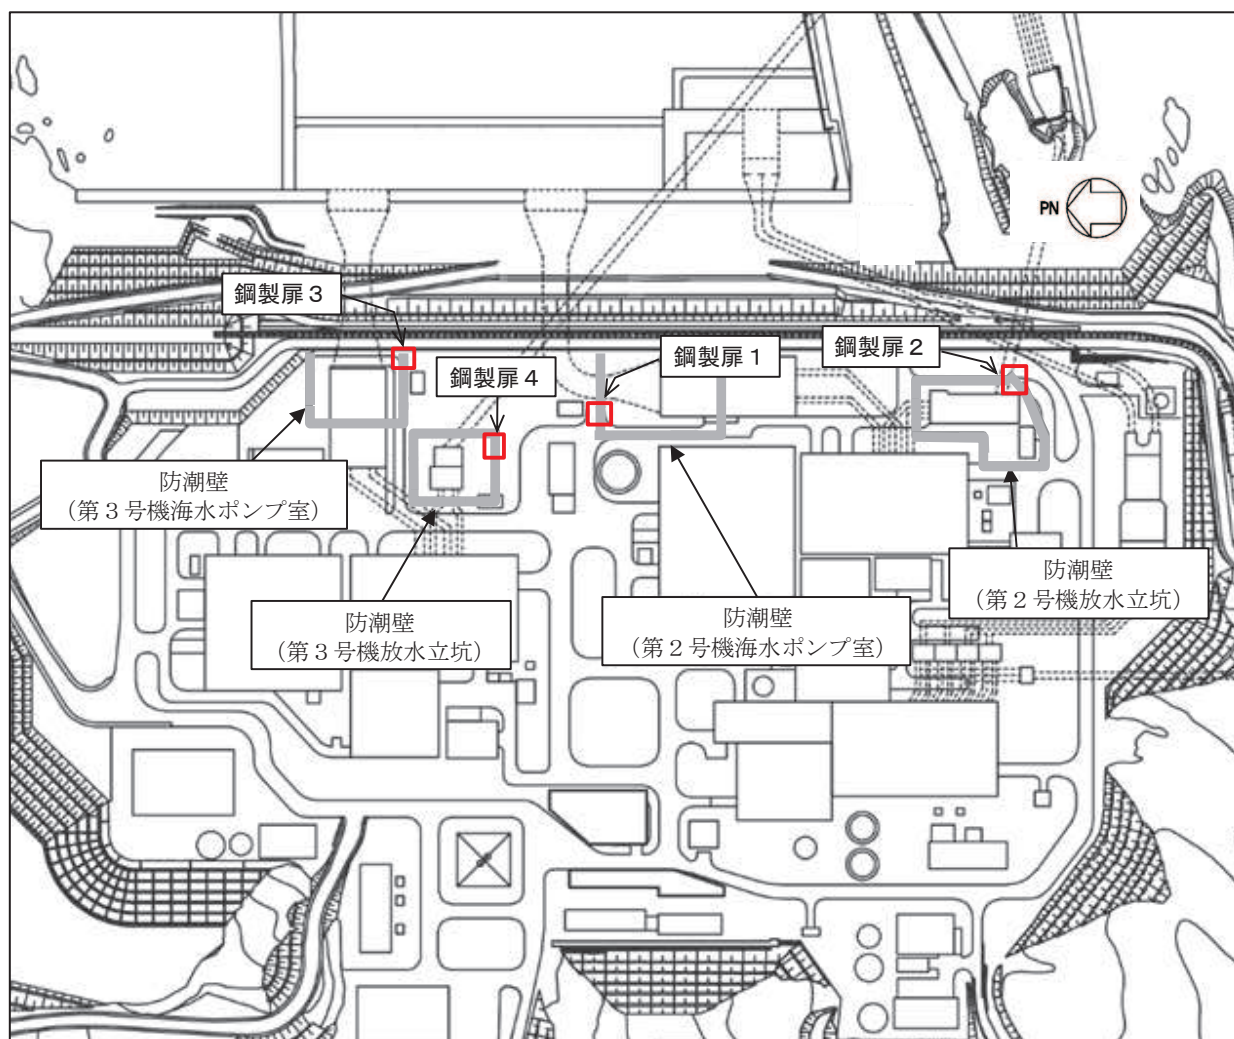 PN
鋼製扉３
鋼製扉４
鋼製扉１
鋼製扉２
防潮壁
（第３号機海水ポンプ室）
防潮壁
（第３号機放水立坑）
防潮壁
（第２号機海水ポンプ室）
防潮壁
（第２号機放水立坑）